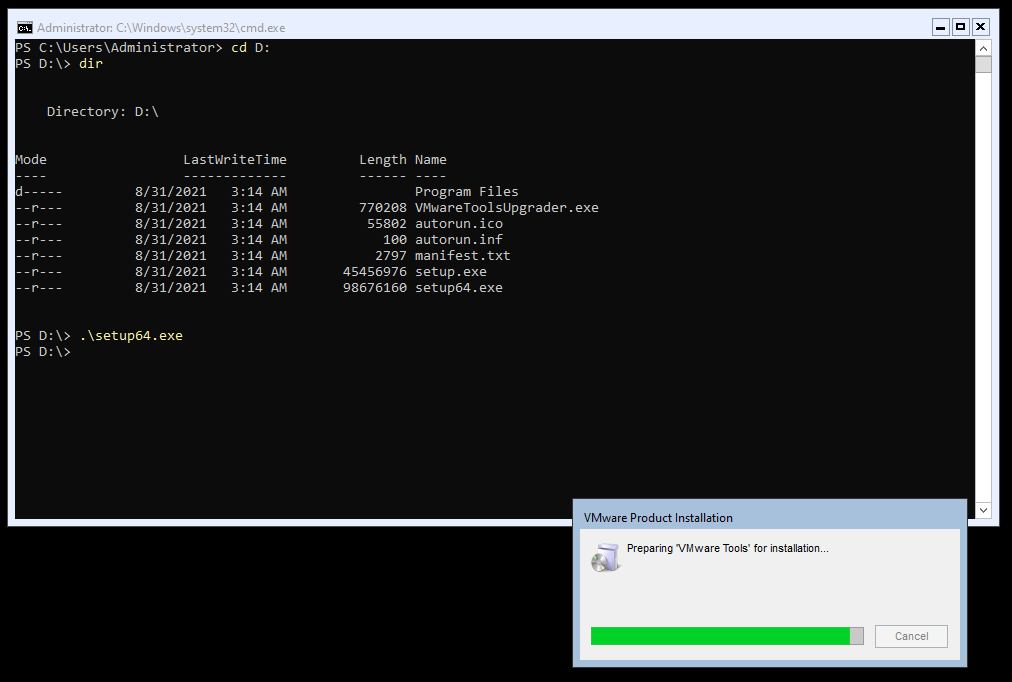 Administrator: C:\Windows\system32\cmd.exe
PS C:\Users\Administrator> cd D:
PS D:\> dir
Directory: D:\
Mode LastWriteTime Length Name
---- ------------- ------ ----
d----- 8/31/2021 3:14 AM Program Files
--r--- 8/31/2021 3:14 AM 770208 VMwareToolsUpgrader.exe
--r--- 8/31/2021 3:14 AM 55802 autorun.ico
--r--- 8/31/2021 3:14 AM 100 autorun.inf
--r--- 8/31/2021 3:14 AM 2797 manifest.txt
--r--- 8/31/2021 3:14 AM 45456976 setup.exe
--r--- 8/31/2021 3:14 AM 98676160 setup64.exe
PS D:\> .\setup64.exe
PS D:\>
VMware Product Installation
Preparing 'VMware Tools' for installation...
Cancel